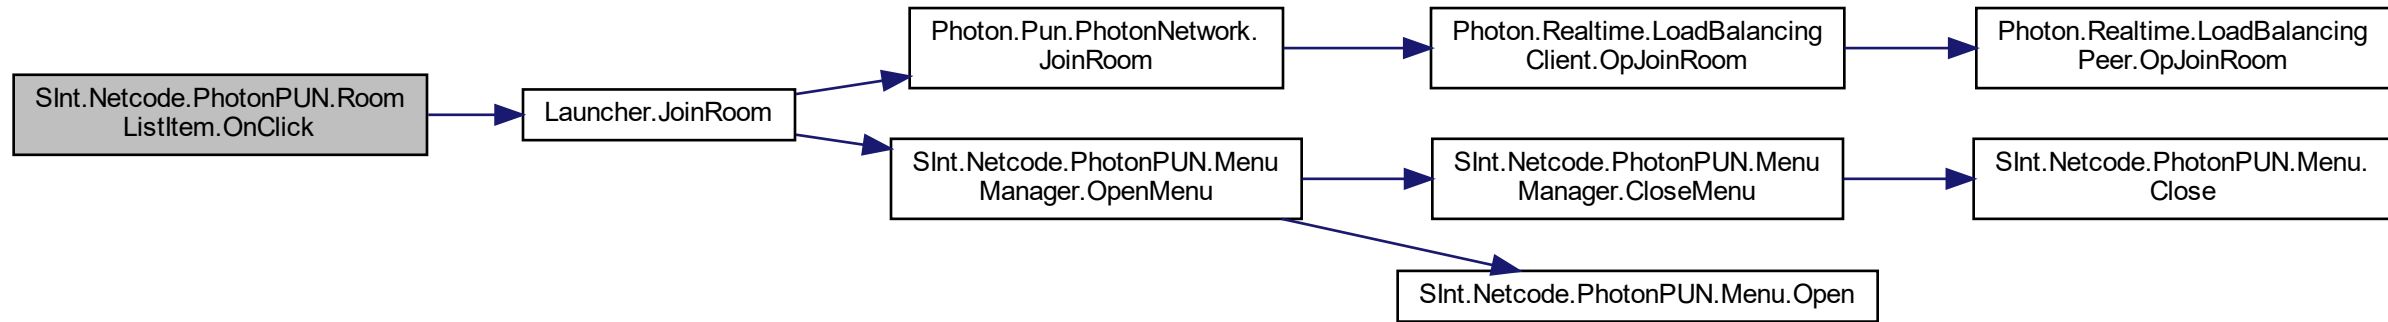 SInt.Netcode.PhotonPUN.Room
ListItem.OnClick
Launcher.JoinRoom
Photon.Pun.PhotonNetwork.
JoinRoom
Photon.Realtime.LoadBalancing
Client.OpJoinRoom
Photon.Realtime.LoadBalancing
Peer.OpJoinRoom
SInt.Netcode.PhotonPUN.Menu
Manager.OpenMenu
SInt.Netcode.PhotonPUN.Menu
Manager.CloseMenu
SInt.Netcode.PhotonPUN.Menu.
Close
SInt.Netcode.PhotonPUN.Menu.Open